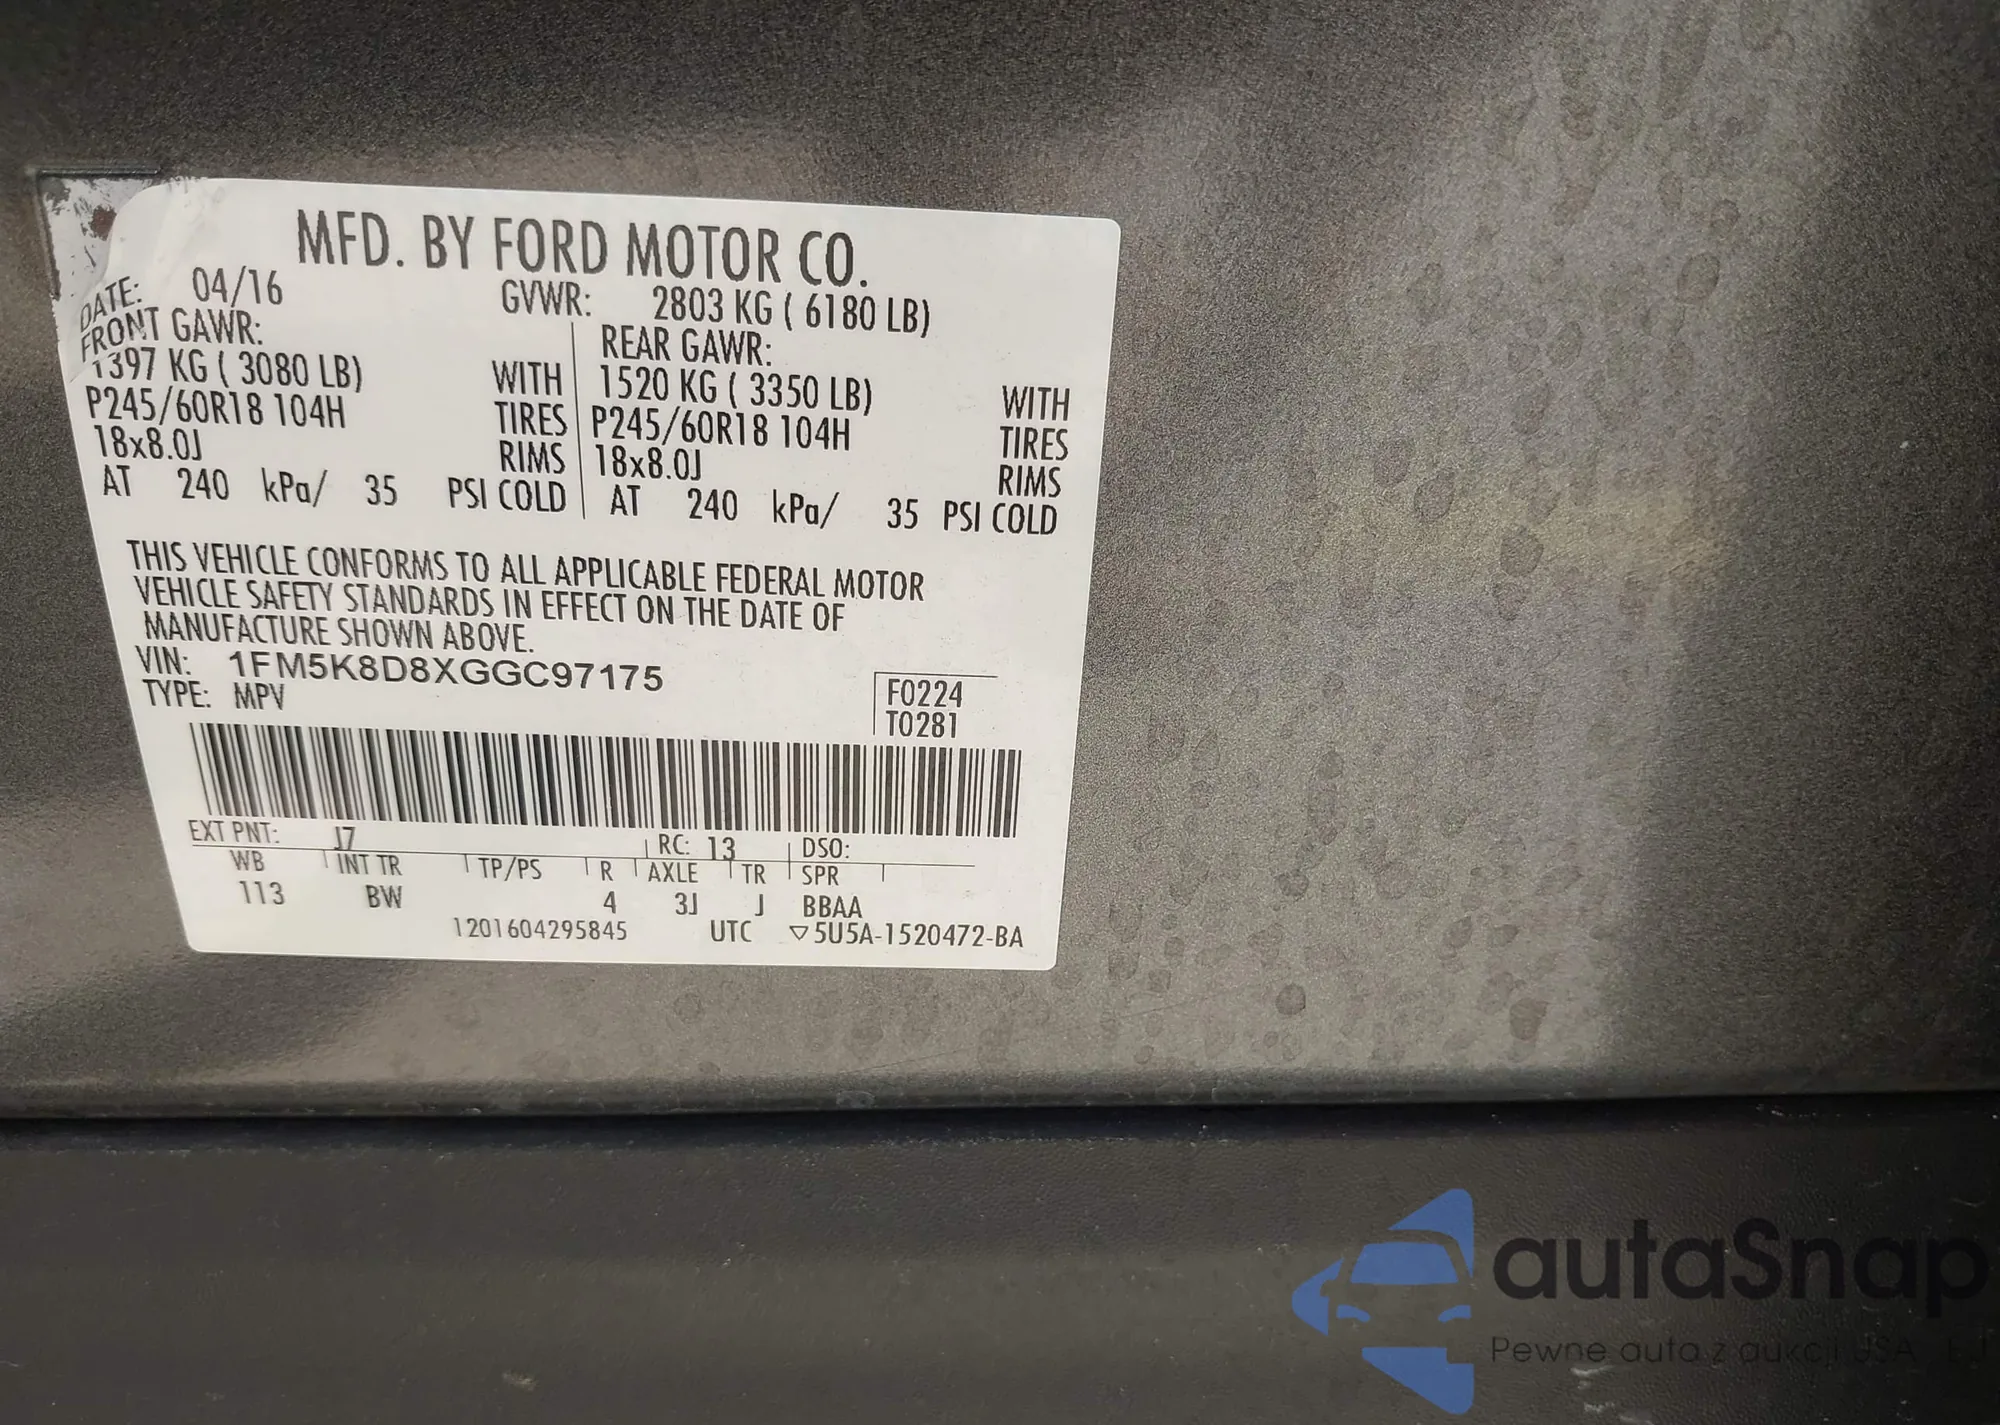 MFD. BY FORD MOTOR CO.
DATE: 04/16 GVWR: 2803 KG ( 6180 LB)
FRONT GAWR: REAR GAWR:
1397 KG ( 3080 LB) WITH 1520 KG ( 3350 LB) WITH
P245/60R18 104H TIRES P245/60R18 104H TIRES
18x8.0J RIMS 18x8.0J RIMS
AT 240 kPa/ 35 PSI COLD AT 240 kPa/ 35 PSI COLD
THIS VEHICLE CONFORMS TO ALL APPLICABLE FEDERAL MOTOR
VEHICLE SAFETY STANDARDS IN EFFECT ON THE DATE OF
MANUFACTURE SHOWN ABOVE.
VIN: 1FM5K8D8XGGC97175
TYPE: MPV
F0224
T0281
EXT PNT: J7 RC: 13 DSO:
WB INT TR TP/PS R AXLE TR SPR
113 BW 4 3J J BBAA
1201604295845 UTC ▽5U5A-1520472-BA
autaSnap
Pewne auta z aukcji USA